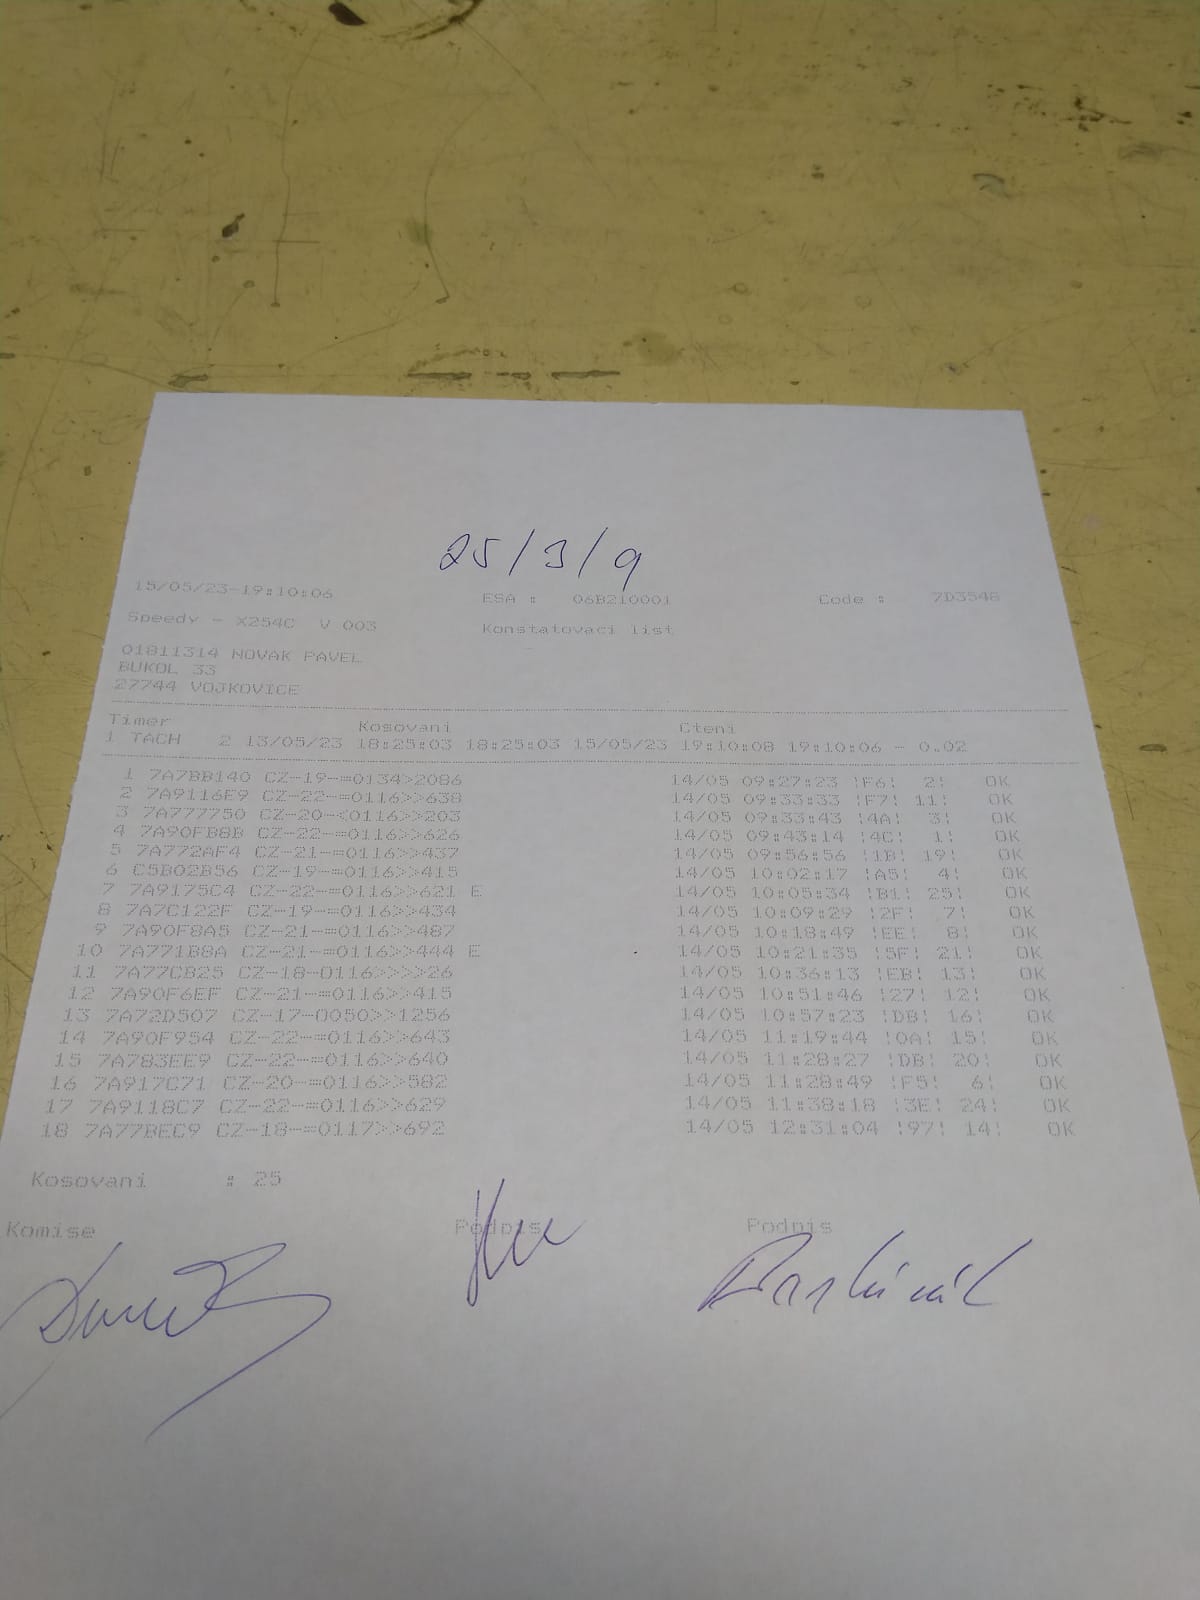 25/3/9
15/05/23-19:10:06 ESA : 06B210001 Code : 7D3548
Speedy - X254C V 003 Konstatovaci list
01811314 NOVAK PAVEL
BUKOL 33
27744 VOJKOVICE
Timer Kosovani Cteni
1 TACH 2 13/05/23 18:25:03 18:25:03 15/05/23 19:10:08 19:10:06 - 0.02
1 7A7BB140 CZ-19-=0134>2086 14/05 09:27:23 !F6! 2! OK
2 7A9116E9 CZ-22-=0116>>638 14/05 09:33:33 !F7! 11! OK
3 7A777750 CZ-20-<0116>>203 14/05 09:33:43 !4A! 3! OK
4 7A90FB8B CZ-22-=0116>>626 14/05 09:43:14 !4C! 1! OK
5 7A772AF4 CZ-21-=0116>>437 14/05 09:56:56 !1B! 19! OK
6 C5B02B56 CZ-19-=0116>>415 14/05 10:02:17 !A5! 4! OK
7 7A9175C4 CZ-22-=0116>>621 E 14/05 10:05:34 !B1! 25! OK
8 7A7C122F CZ-19-=0116>>434 14/05 10:09:29 !2F! 7! OK
9 7A90F8A5 CZ-21-=0116>>487 14/05 10:18:49 !EE! 8! OK
10 7A771B8A CZ-21-=0116>>444 E 14/05 10:21:35 !5F! 21! OK
11 7A77CB25 CZ-18-0116>>>>26 14/05 10:36:13 !EB! 13! OK
12 7A90F6EF CZ-21-=0116>>415 14/05 10:51:46 !27! 12! OK
13 7A72D507 CZ-17-0050>>1256 14/05 10:57:23 !DB! 16! OK
14 7A90F954 CZ-22-=0116>>643 14/05 11:19:44 !0A! 15! OK
15 7A783EE9 CZ-22-=0116>>640 14/05 11:28:27 !DB! 20! OK
16 7A917C71 CZ-20-=0116>>582 14/05 11:28:49 !F5! 6! OK
17 7A9118C7 CZ-22-=0116>>629 14/05 11:38:18 !3E! 24! OK
18 7A77BEC9 CZ-18-=0117>>692 14/05 12:31:04 !97! 14! OK
Kosovani : 25
Komise Podpis Podpis